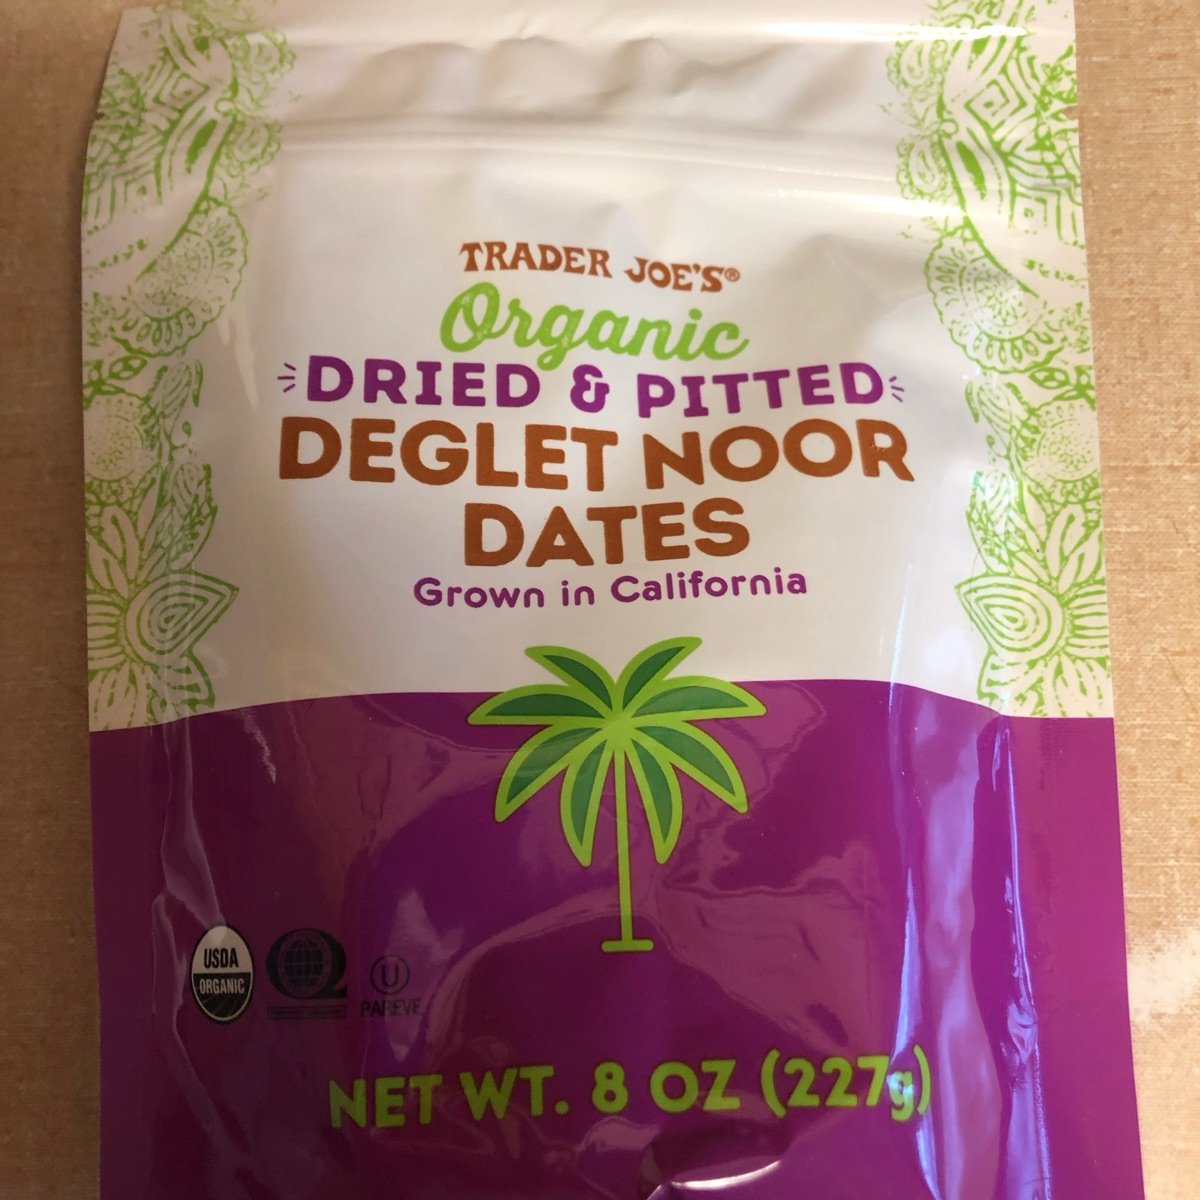 TRADER JOE'S®
Organic
DRIED & PITTED
DEGLET NOOR
DATES
Grown in California
USDA
ORGANIC
U
PAREVE
NET WT. 8 OZ (227g)